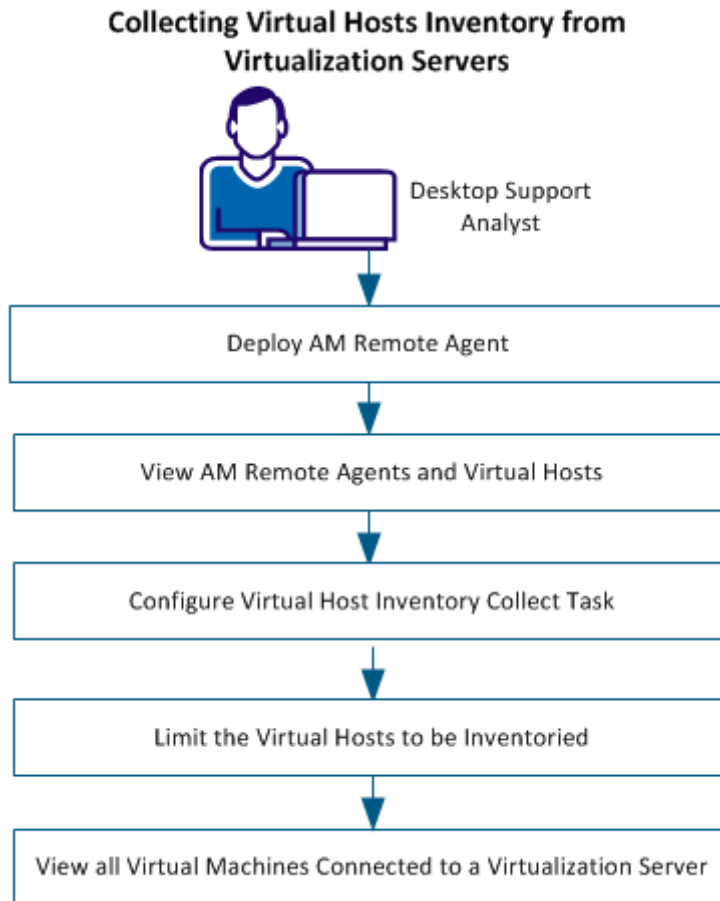 Collecting Virtual Hosts Inventory from
Virtualization Servers
Desktop Support
Analyst
Deploy AM Remote Agent
View AM Remote Agents and Virtual Hosts
Configure Virtual Host Inventory Collect Task
Limit the Virtual Hosts to be Inventoried
View all Virtual Machines Connected to a Virtualization Server